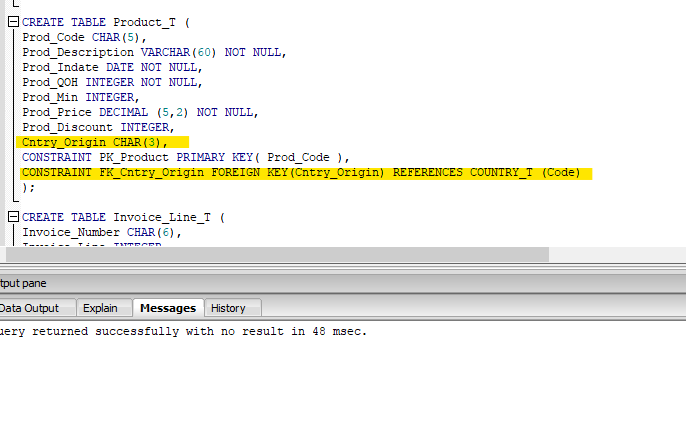 CREATE TABLE Product_T (
Prod_Code CHAR(5),
Prod_Description VARCHAR(60) NOT NULL,
Prod_Indate DATE NOT NULL,
Prod_QOH INTEGER NOT NULL,
Prod_Min INTEGER,
Prod_Price DECIMAL (5,2) NOT NULL,
Prod_Discount INTEGER,
Cntry_Origin CHAR(3),
CONSTRAINT PK_Product PRIMARY KEY( Prod_Code ),
CONSTRAINT FK_Cntry_Origin FOREIGN KEY(Cntry_Origin) REFERENCES COUNTRY_T (Code)
);
CREATE TABLE Invoice_Line_T (
Invoice_Number CHAR(6),
Invoice_Line INTEGER
tput pane
Data Output Explain Messages History
uery returned successfully with no result in 48 msec.